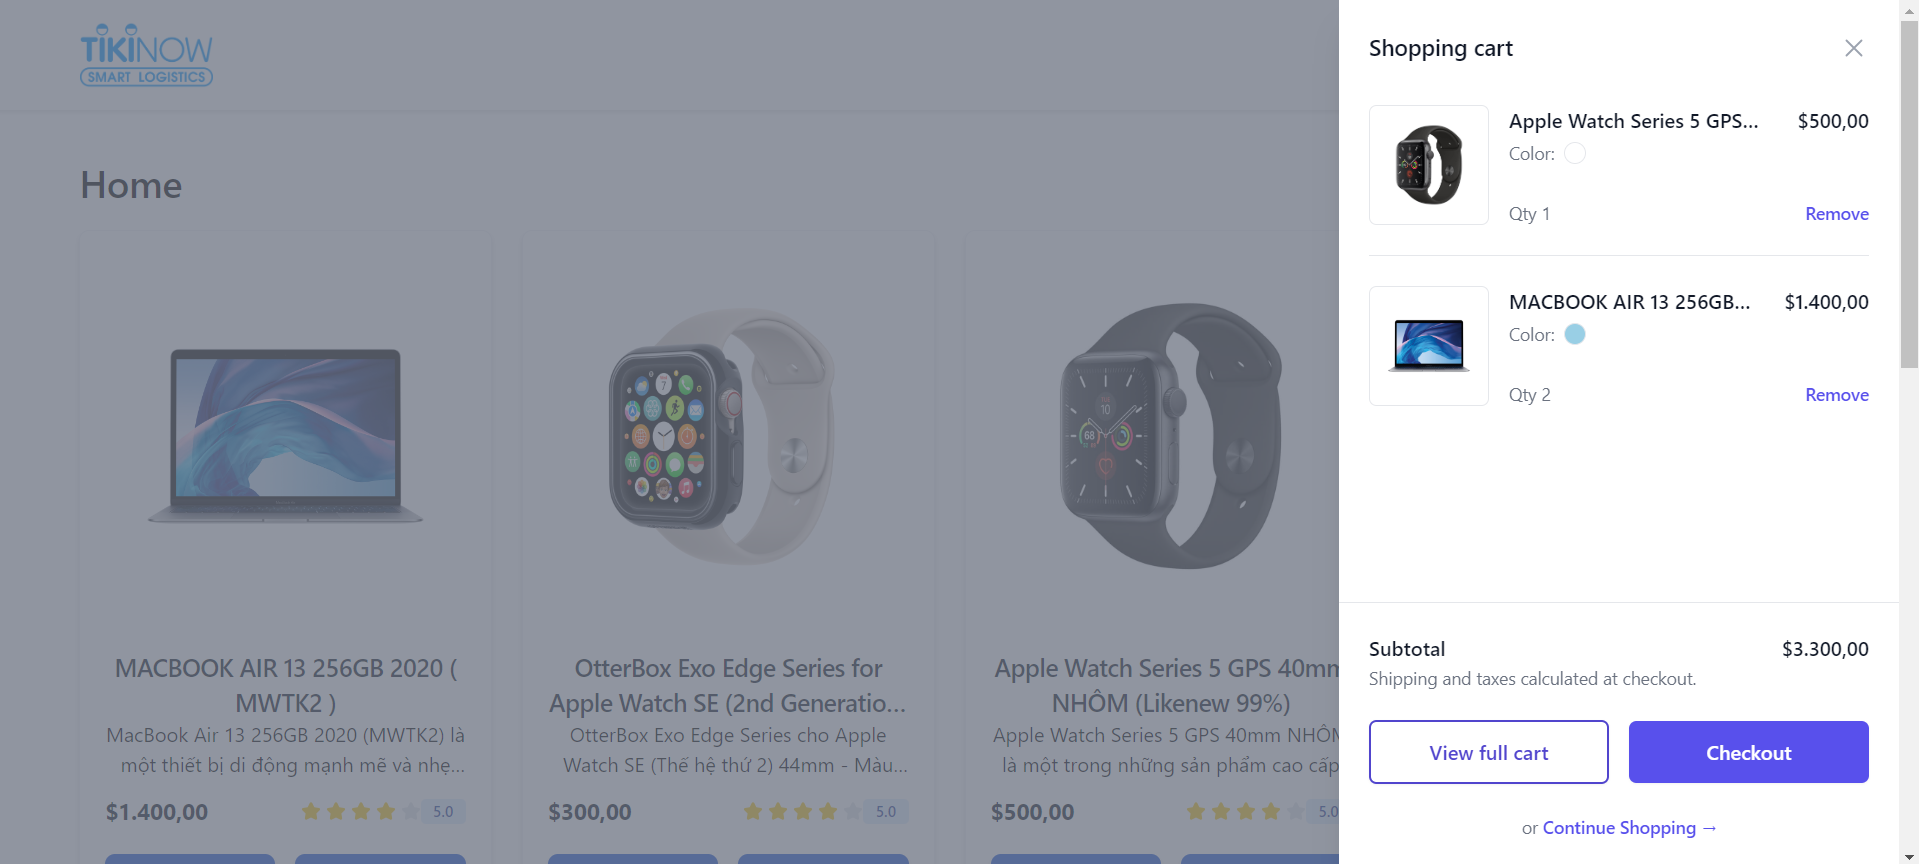 TIKINOW
SMART LOGISTICS
Home
MACBOOK AIR 13 256GB 2020 (
MWTK2 )
MacBook Air 13 256GB 2020 (MWTK2) là
một thiết bị di động mạnh mẽ và nhẹ...
$1.400,00
5.0
OtterBox Exo Edge Series for
Apple Watch SE (2nd Generatio...
OtterBox Exo Edge Series cho Apple
Watch SE (Thế hệ thứ 2) 44mm - Màu...
$300,00
5.0
Apple Watch Series 5 GPS 40mm
NHÔM (Likenew 99%)
Apple Watch Series 5 GPS 40mm NHÔM
là một trong những sản phẩm cao cấp
$500,00
5.0
Shopping cart
Apple Watch Series 5 GPS...
$500,00
Color:
Qty 1
Remove
MACBOOK AIR 13 256GB...
$1.400,00
Color:
Qty 2
Remove
Subtotal
$3.300,00
Shipping and taxes calculated at checkout.
View full cart
Checkout
or Continue Shopping →